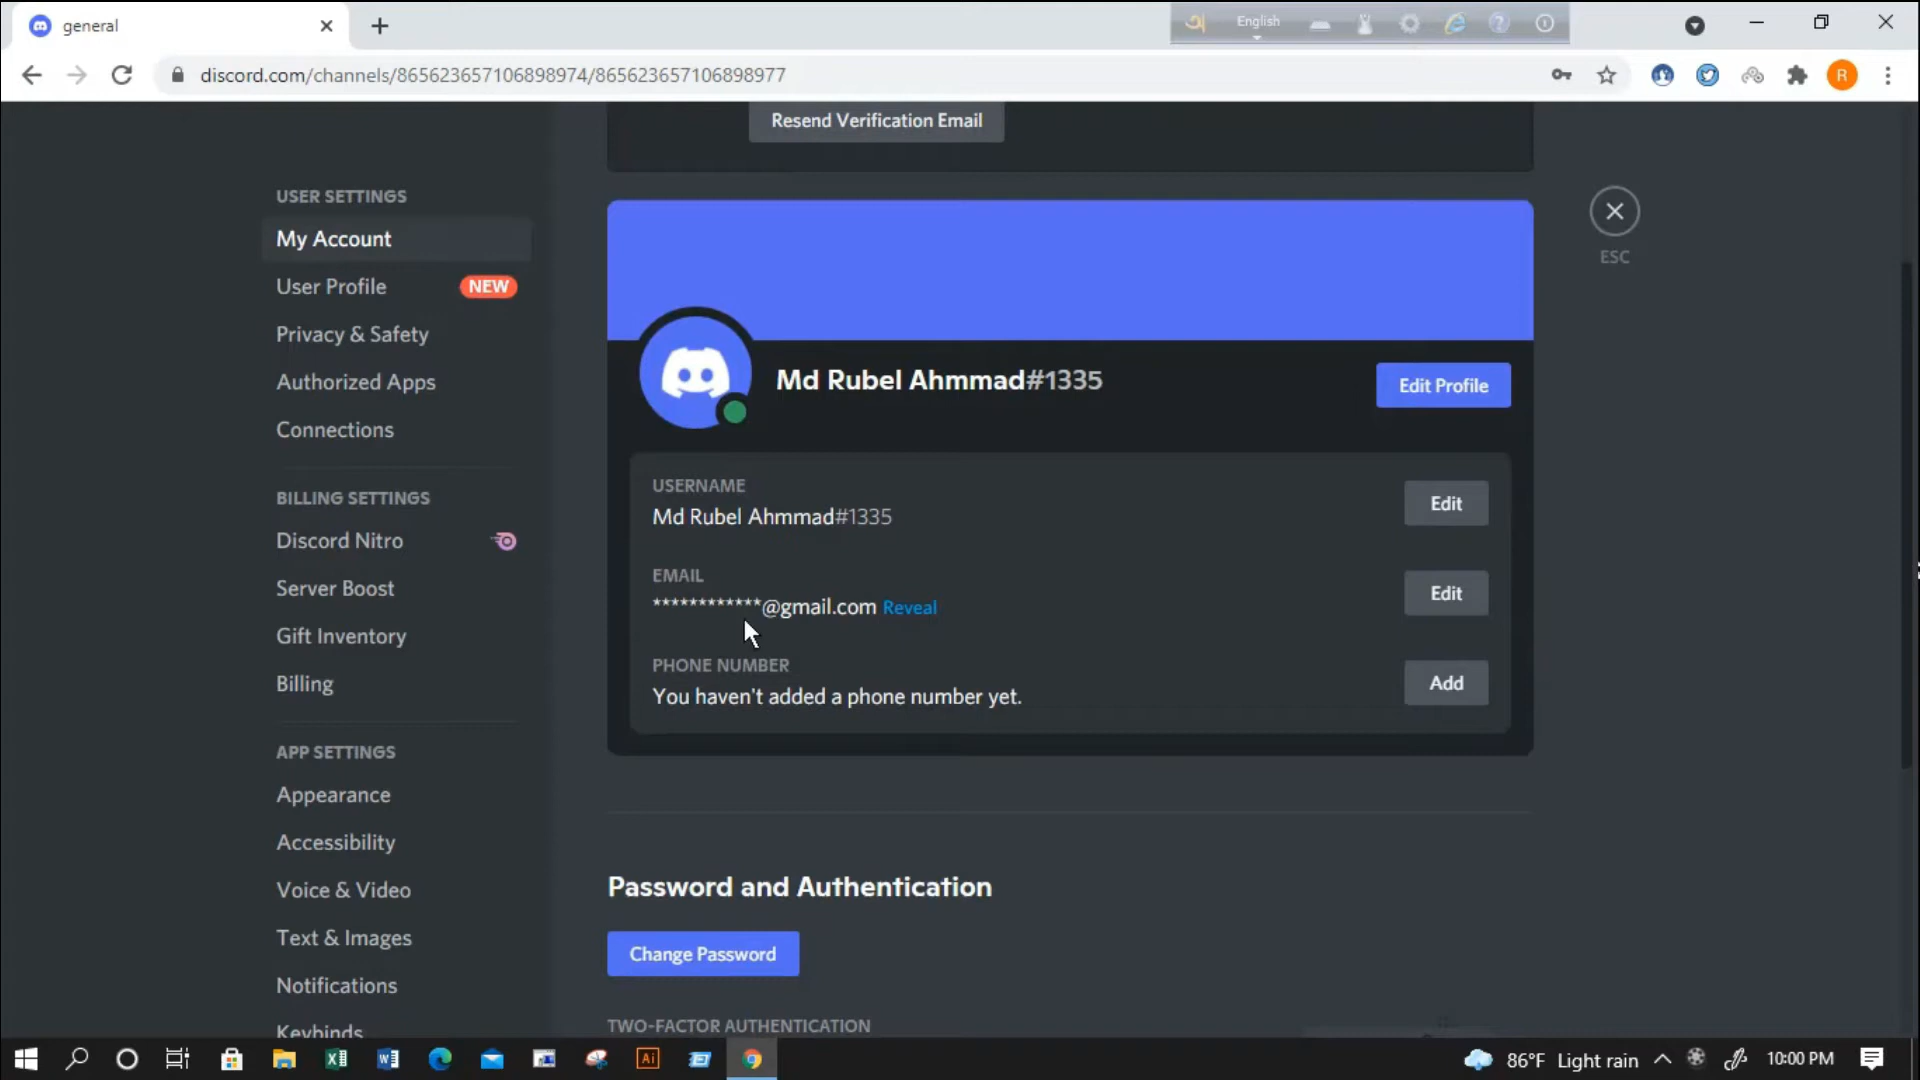 general
English
discord.com/channels/865623657106898974/865623657106898977
R
Resend Verification Email
USER SETTINGS
My Account
User Profile NEW
Privacy & Safety
Authorized Apps
Connections
BILLING SETTINGS
Discord Nitro
Server Boost
Gift Inventory
Billing
APP SETTINGS
Appearance
Accessibility
Voice & Video
Text & Images
Notifications
Keybinds
ESC
Md Rubel Ahmmad#1335
Edit Profile
USERNAME
Md Rubel Ahmmad#1335
Edit
EMAIL
************@gmail.com Reveal
Edit
PHONE NUMBER
You haven't added a phone number yet.
Add
Password and Authentication
Change Password
TWO-FACTOR AUTHENTICATION
Ai
86°F Light rain
10:00 PM